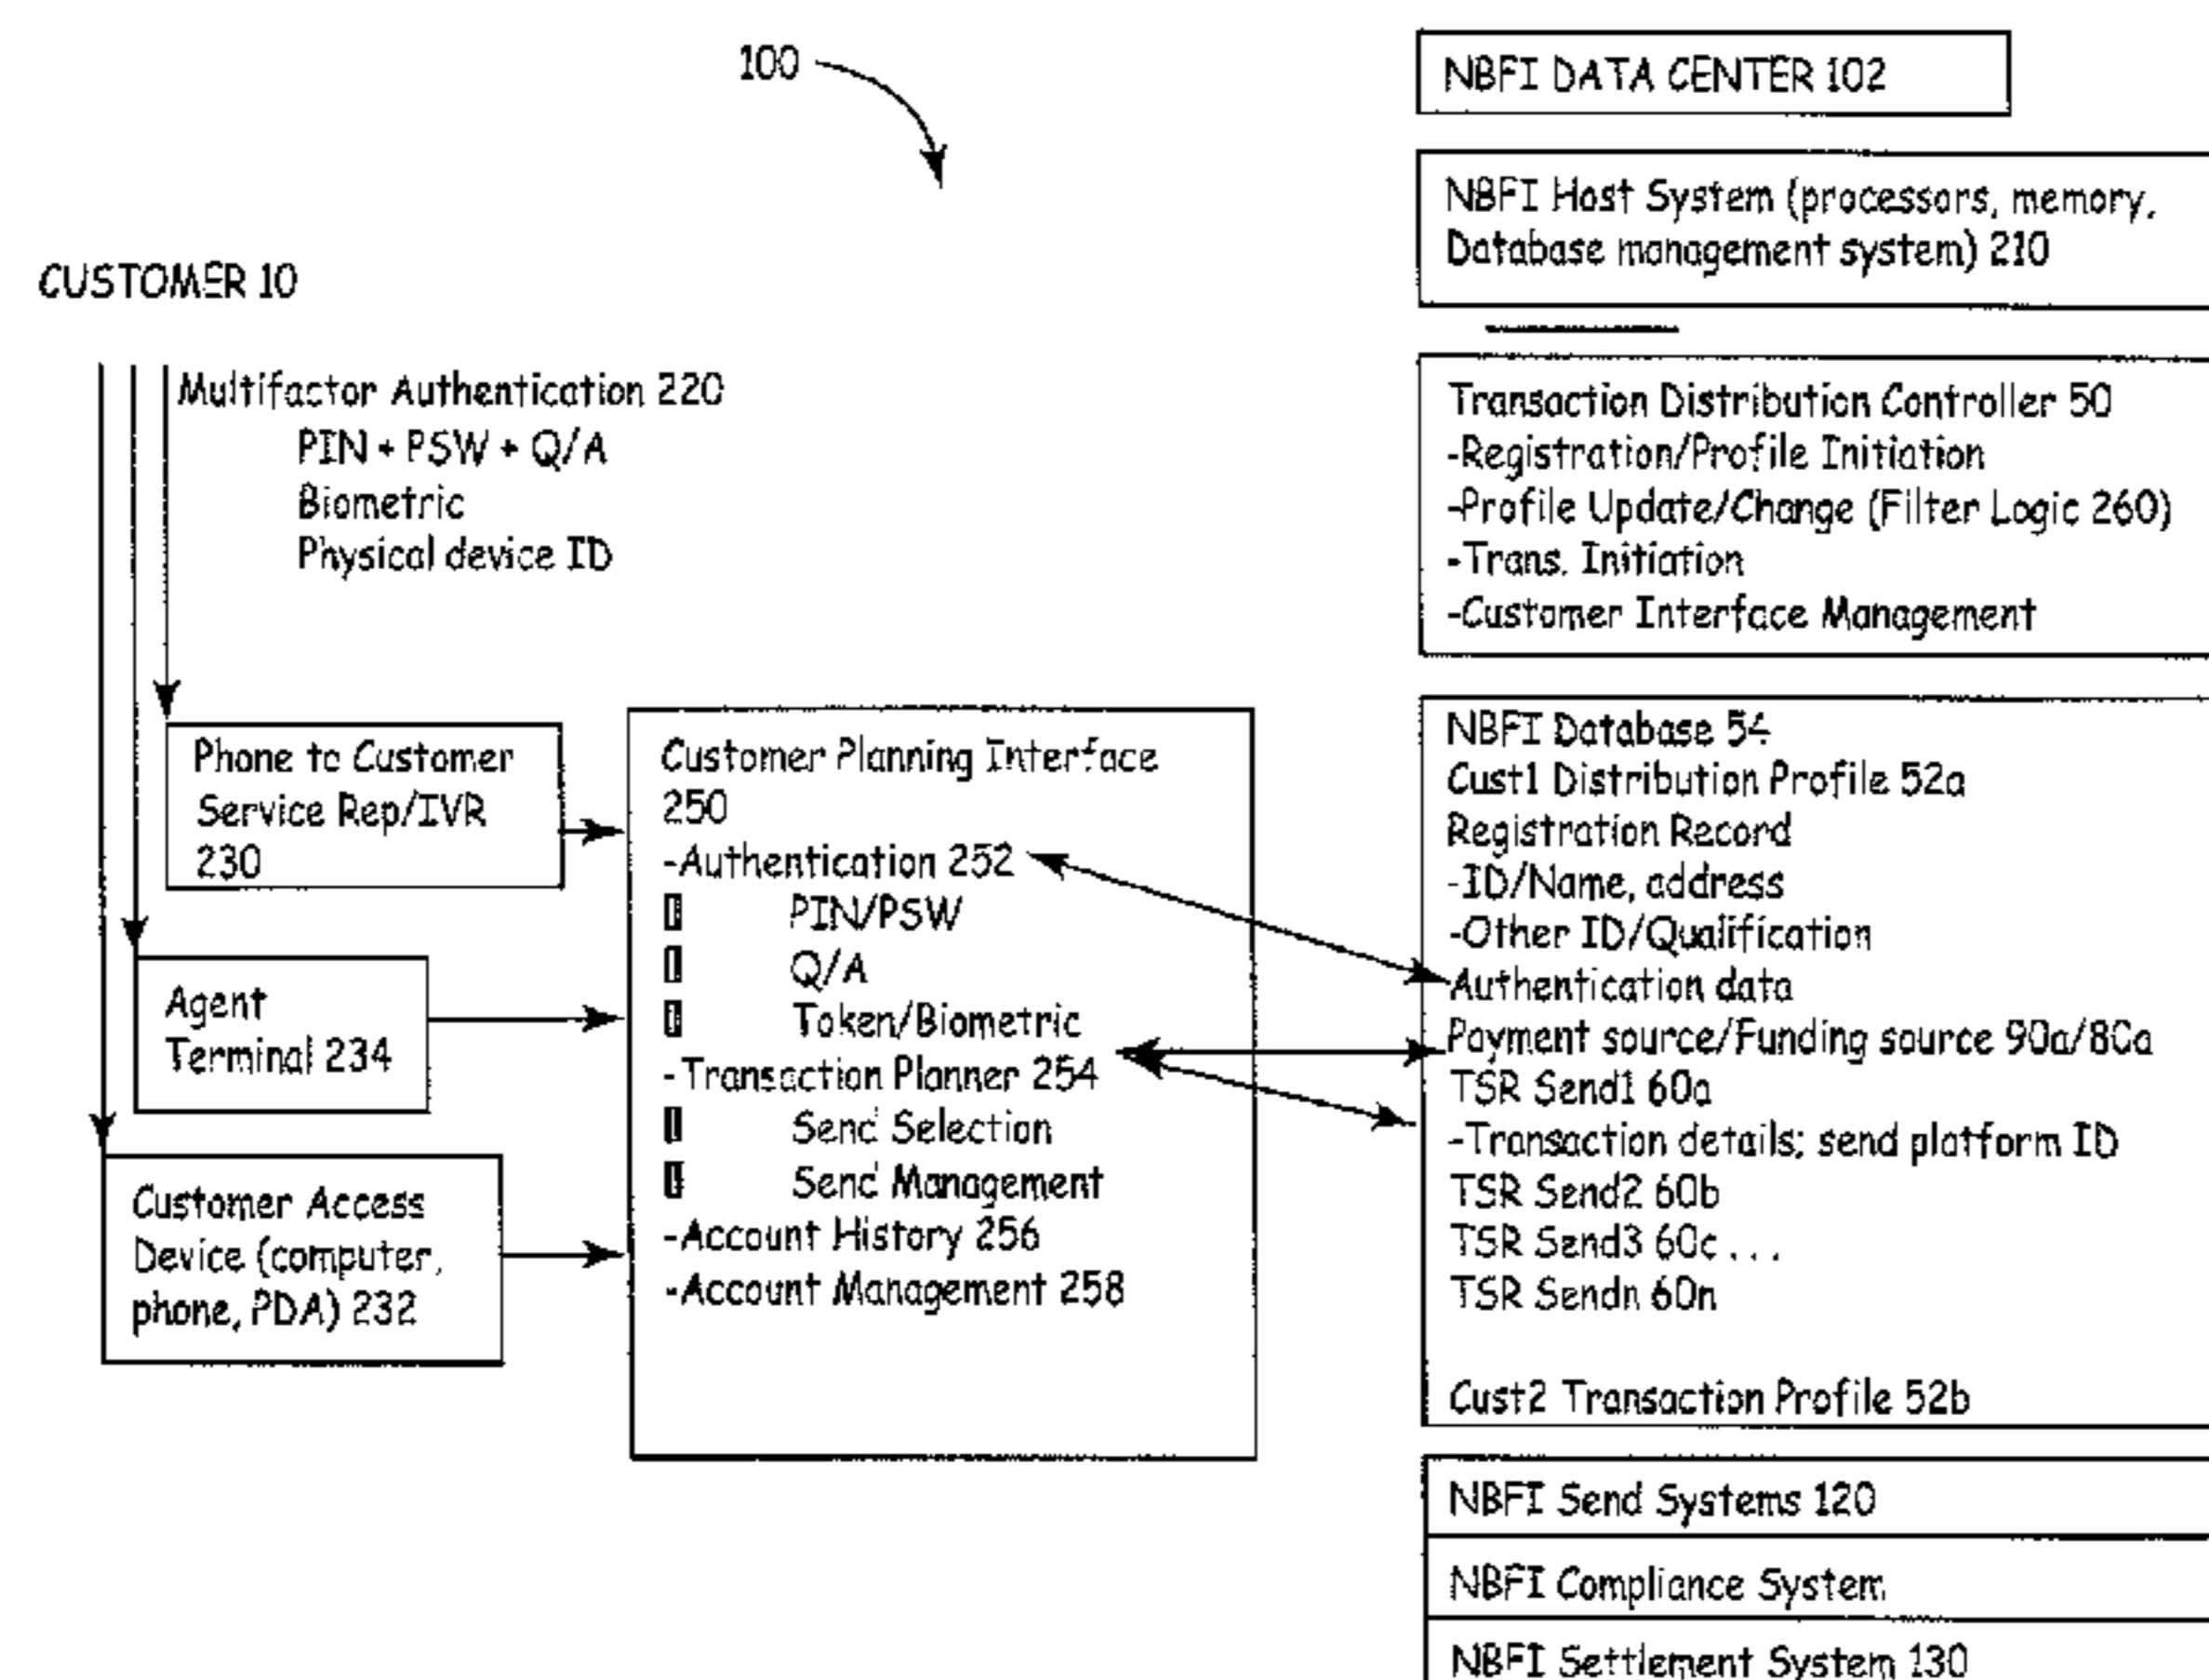 100
CUSTOMER 10
Multifactor Authentication 220
PIN + PSW + Q/A
Biometric
Physical device ID
Phone to Customer
Service Rep/IVR
230
Agent
Terminal 234
Customer Access
Device (computer,
phone, PDA) 232
Customer Planning Interface
250
-Authentication 252
PIN/PSW
Q/A
Token/Biometric
-Transaction Planner 254
Send Selection
Send Management
-Account History 256
-Account Management 258
NBFI DATA CENTER 102
NBFI Host System (processors, memory,
Database management system) 210
Transaction Distribution Controller 50
-Registration/Profile Initiation
-Profile Update/Change (Filter Logic 260)
-Trans. Initiation
-Customer Interface Management
NBFI Database 54
Cust1 Distribution Profile 52a
Registration Record
-ID/Name, address
-Other ID/Qualification
Authentication data
Payment source/Funding source 90a/80a
TSR Send1 60a
-Transaction details; send platform ID
TSR Send2 60b
TSR Send3 60c . . .
TSR Sendn 60n
Cust2 Transaction Profile 52b
NBFI Send Systems 120
NBFI Compliance System
NBFI Settlement System 130